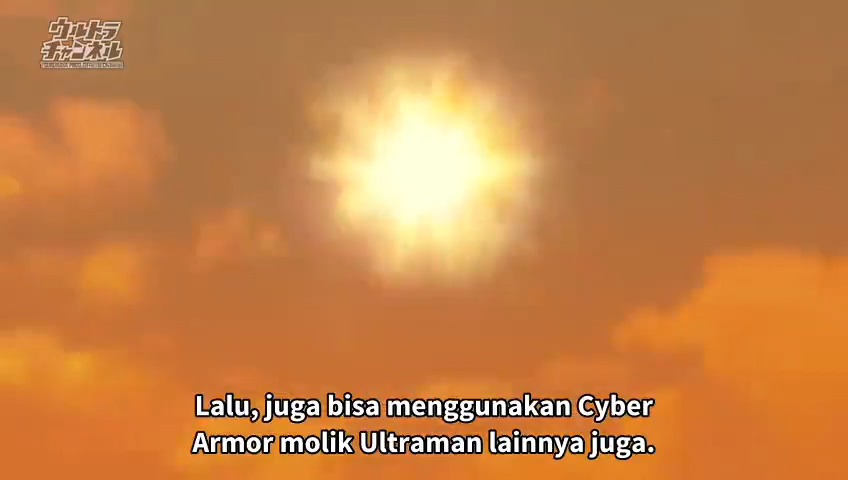 ウルトラ
チャンネル
Lalu, juga bisa menggunakan Cyber
Armor molik Ultraman lainnya juga.